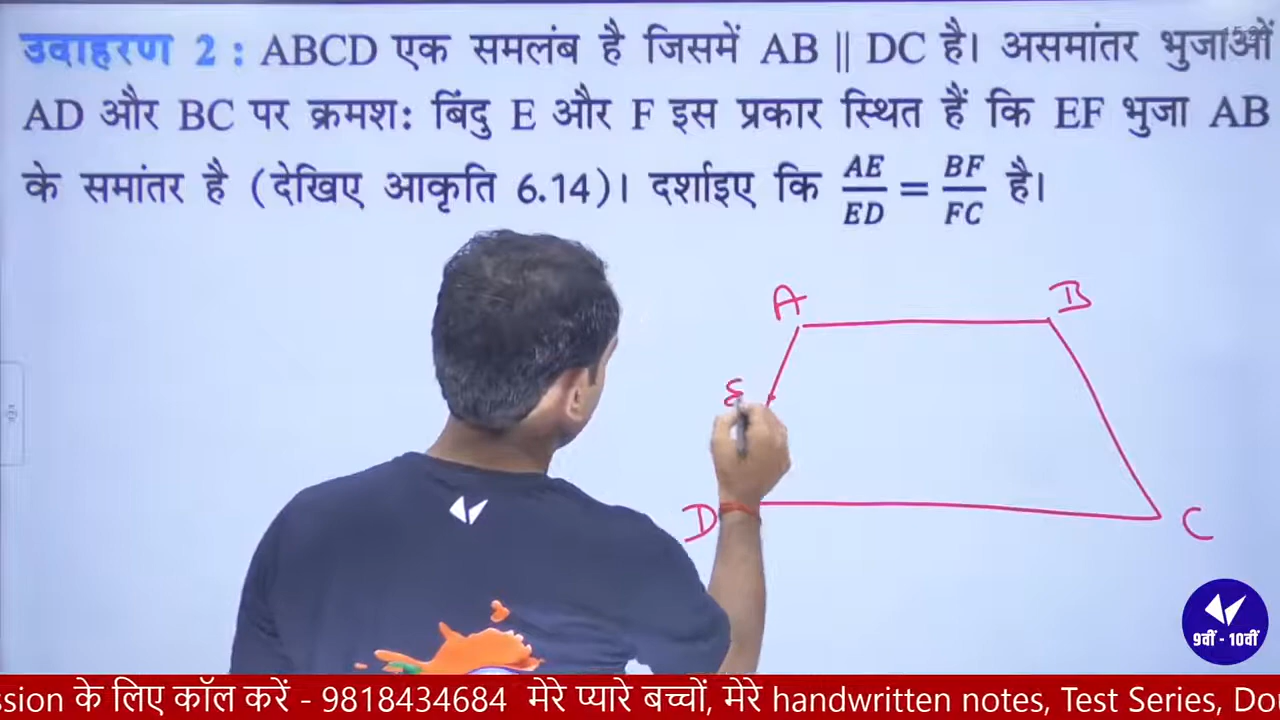 उदाहरण 2 : ABCD एक समलंब है जिसमें AB || DC है। असमांतर भुजाओं
AD और BC पर क्रमश: बिंदु E और F इस प्रकार स्थित हैं कि EF भुजा AB
के समांतर है (देखिए आकृति 6.14)। दर्शाइए कि AE/ED = BF/FC है।
A B
E
D C
9वीं - 10वीं
ssion के लिए कॉल करें - 9818434684 मेरे प्यारे बच्चों, मेरे handwritten notes, Test Series, Do